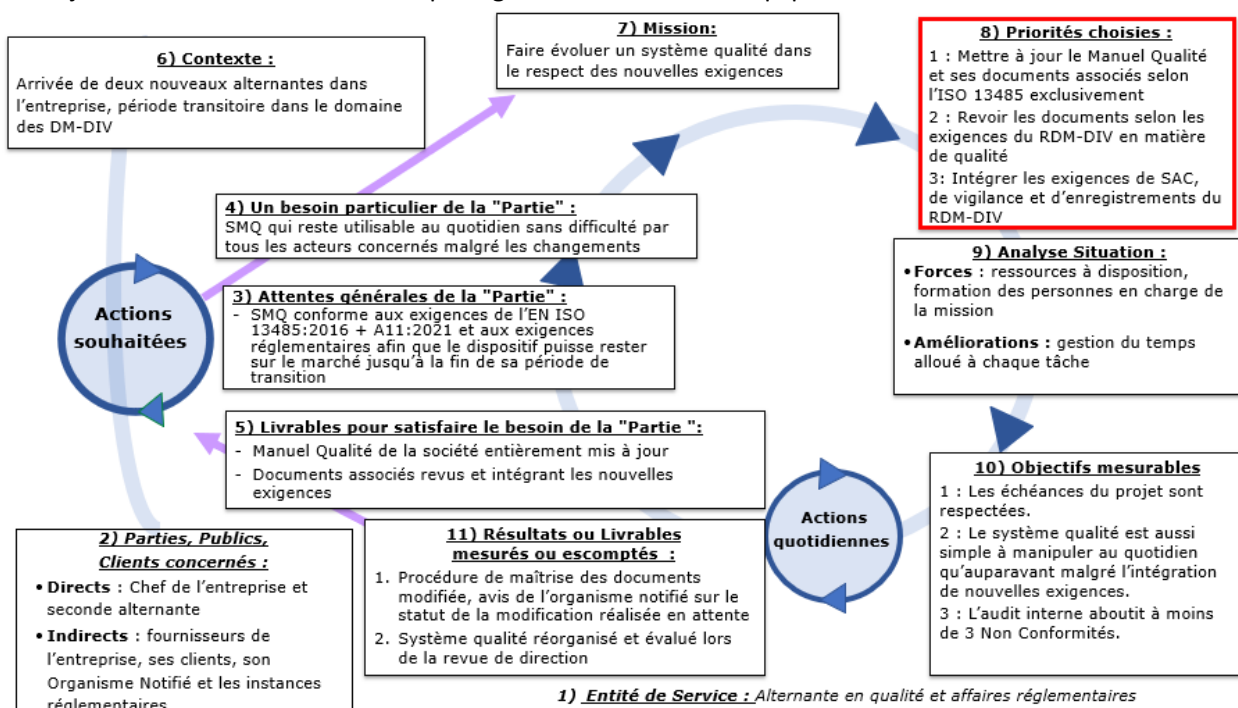 7) Mission:
Faire évoluer un système qualité dans
le respect des nouvelles exigences
8) Priorités choisies :
1 : Mettre à jour le Manuel Qualité
et ses documents associés selon
l'ISO 13485 exclusivement
2 : Revoir les documents selon les
exigences du RDM-DIV en matière
de qualité
3: Intégrer les exigences de SAC,
de vigilance et d'enregistrements du
RDM-DIV
6) Contexte :
Arrivée de deux nouveaux alternantes dans
l'entreprise, période transitoire dans le domaine
des DM-DIV
4) Un besoin particulier de la "Partie" :
SMQ qui reste utilisable au quotidien sans difficulté par
tous les acteurs concernés malgré les changements
9) Analyse Situation :
•Forces : ressources à disposition,
formation des personnes en charge de
la mission
•Améliorations : gestion du temps
alloué à chaque tâche
Actions
souhaitées
3) Attentes générales de la "Partie" :
- SMQ conforme aux exigences de l'EN ISO
13485:2016 + A11:2021 et aux exigences
réglementaires afin que le dispositif puisse rester
sur le marché jusqu'à la fin de sa période de
transition
5) Livrables pour satisfaire le besoin de la "Partie ":
- Manuel Qualité de la société entièrement mis à jour
- Documents associés revus et intégrant les nouvelles
exigences
10) Objectifs mesurables
1 : Les échéances du projet sont
respectées.
2 : Le système qualité est aussi
simple à manipuler au quotidien
qu'auparavant malgré l'intégration
de nouvelles exigences.
3 : L'audit interne aboutit à moins
de 3 Non Conformités.
Actions
quotidiennes
2) Parties, Publics,
Clients concernés :
•Directs : Chef de l'entreprise et
seconde alternante
•Indirects : fournisseurs de
l'entreprise, ses clients, son
Organisme Notifié et les instances
réglementaires
11) Résultats ou Livrables
mesurés ou escomptés :
1. Procédure de maîtrise des documents
modifiée, avis de l'organisme notifié sur le
statut de la modification réalisée en attente
2. Système qualité réorganisé et évalué lors
de la revue de direction
1) Entité de Service : Alternante en qualité et affaires réglementaires